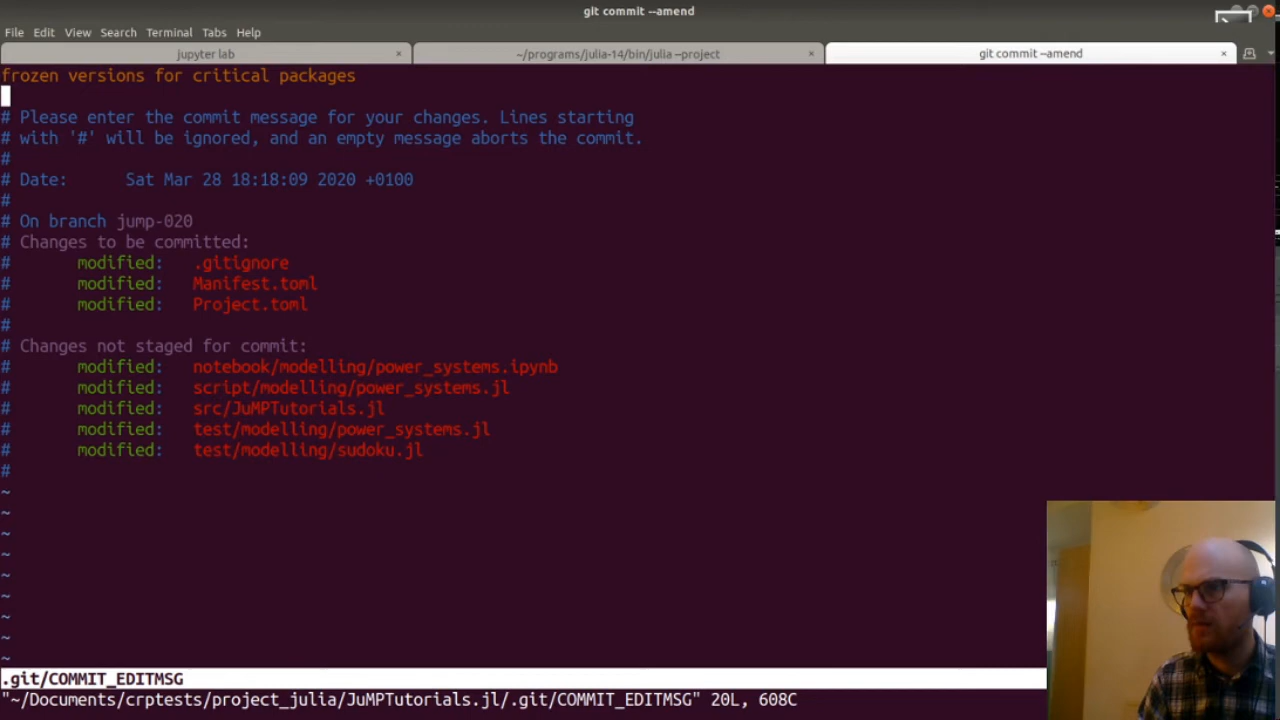 git commit --amend
File Edit View Search Terminal Tabs Help
jupyter lab × ~/programs/julia-14/bin/julia --project × git commit --amend ×
frozen versions for critical packages
# Please enter the commit message for your changes. Lines starting
# with '#' will be ignored, and an empty message aborts the commit.
#
# Date:      Sat Mar 28 18:18:09 2020 +0100
#
# On branch jump-020
# Changes to be committed:
#       modified:   .gitignore
#       modified:   Manifest.toml
#       modified:   Project.toml
#
# Changes not staged for commit:
#       modified:   notebook/modelling/power_systems.ipynb
#       modified:   script/modelling/power_systems.jl
#       modified:   src/JuMPTutorials.jl
#       modified:   test/modelling/power_systems.jl
#       modified:   test/modelling/sudoku.jl
#
~
~
~
~
~
~
~
~
~
.git/COMMIT_EDITMSG
"~/Documents/crptests/project_julia/JuMPTutorials.jl/.git/COMMIT_EDITMSG" 20L, 608C